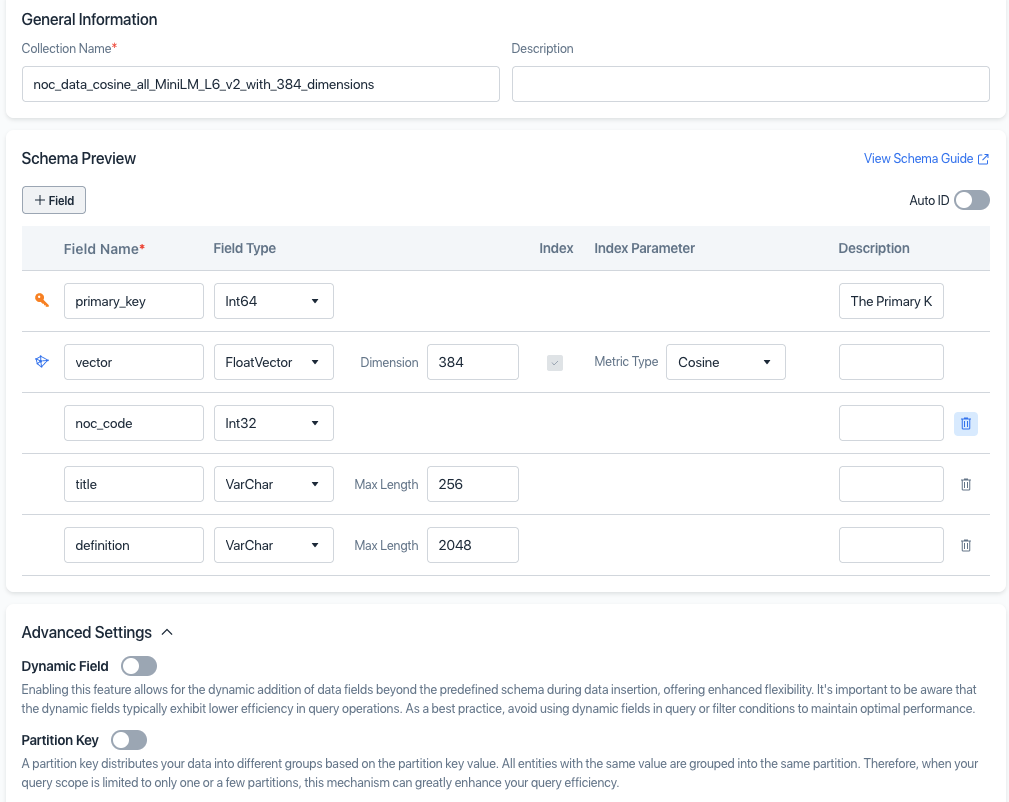 General Information
Collection Name* Description
noc_data_cosine_all_MiniLM_L6_v2_with_384_dimensions
Schema Preview View Schema Guide
+ Field Auto ID
Field Name* Field Type Index Index Parameter Description
primary_key Int64 The Primary K
vector FloatVector Dimension 384 Metric Type Cosine
noc_code Int32
title VarChar Max Length 256
definition VarChar Max Length 2048
Advanced Settings
Dynamic Field
Enabling this feature allows for the dynamic addition of data fields beyond the predefined schema during data insertion, offering enhanced flexibility. It's important to be aware that
the dynamic fields typically exhibit lower efficiency in query operations. As a best practice, avoid using dynamic fields in query or filter conditions to maintain optimal performance.
Partition Key
A partition key distributes your data into different groups based on the partition key value. All entities with the same value are grouped into the same partition. Therefore, when your
query scope is limited to only one or a few partitions, this mechanism can greatly enhance your query efficiency.